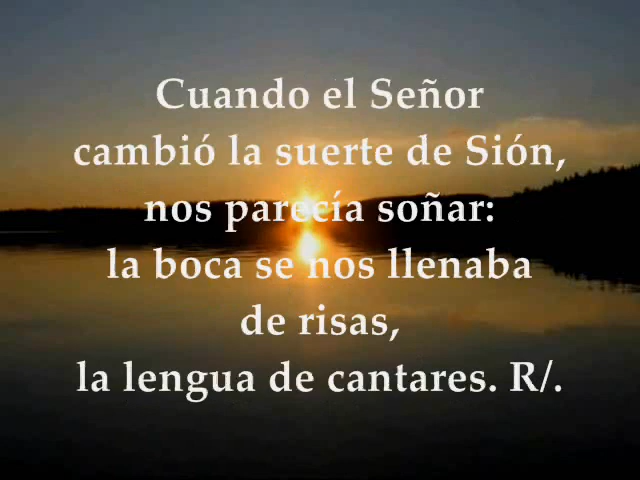 Cuando el Señor
cambió la suerte de Sión,
nos parecía soñar:
la boca se nos llenaba
de risas,
la lengua de cantares. R/.